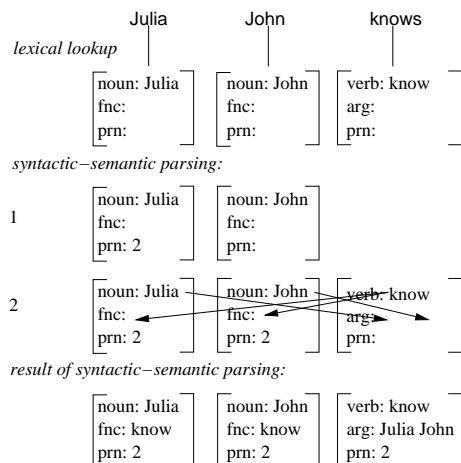 Julia John knows
lexical lookup
noun: Julia noun: John verb: know
fnc: fnc: arg:
prn: prn: prn:
syntactic−semantic parsing:
1
noun: Julia noun: John
fnc: fnc:
prn: 2 prn:
2
noun: Julia noun: John verb: know
fnc: fnc: arg:
prn: 2 prn: 2 prn:
result of syntactic−semantic parsing:
noun: Julia noun: John verb: know
fnc: know fnc: know arg: Julia John
prn: 2 prn: 2 prn: 2